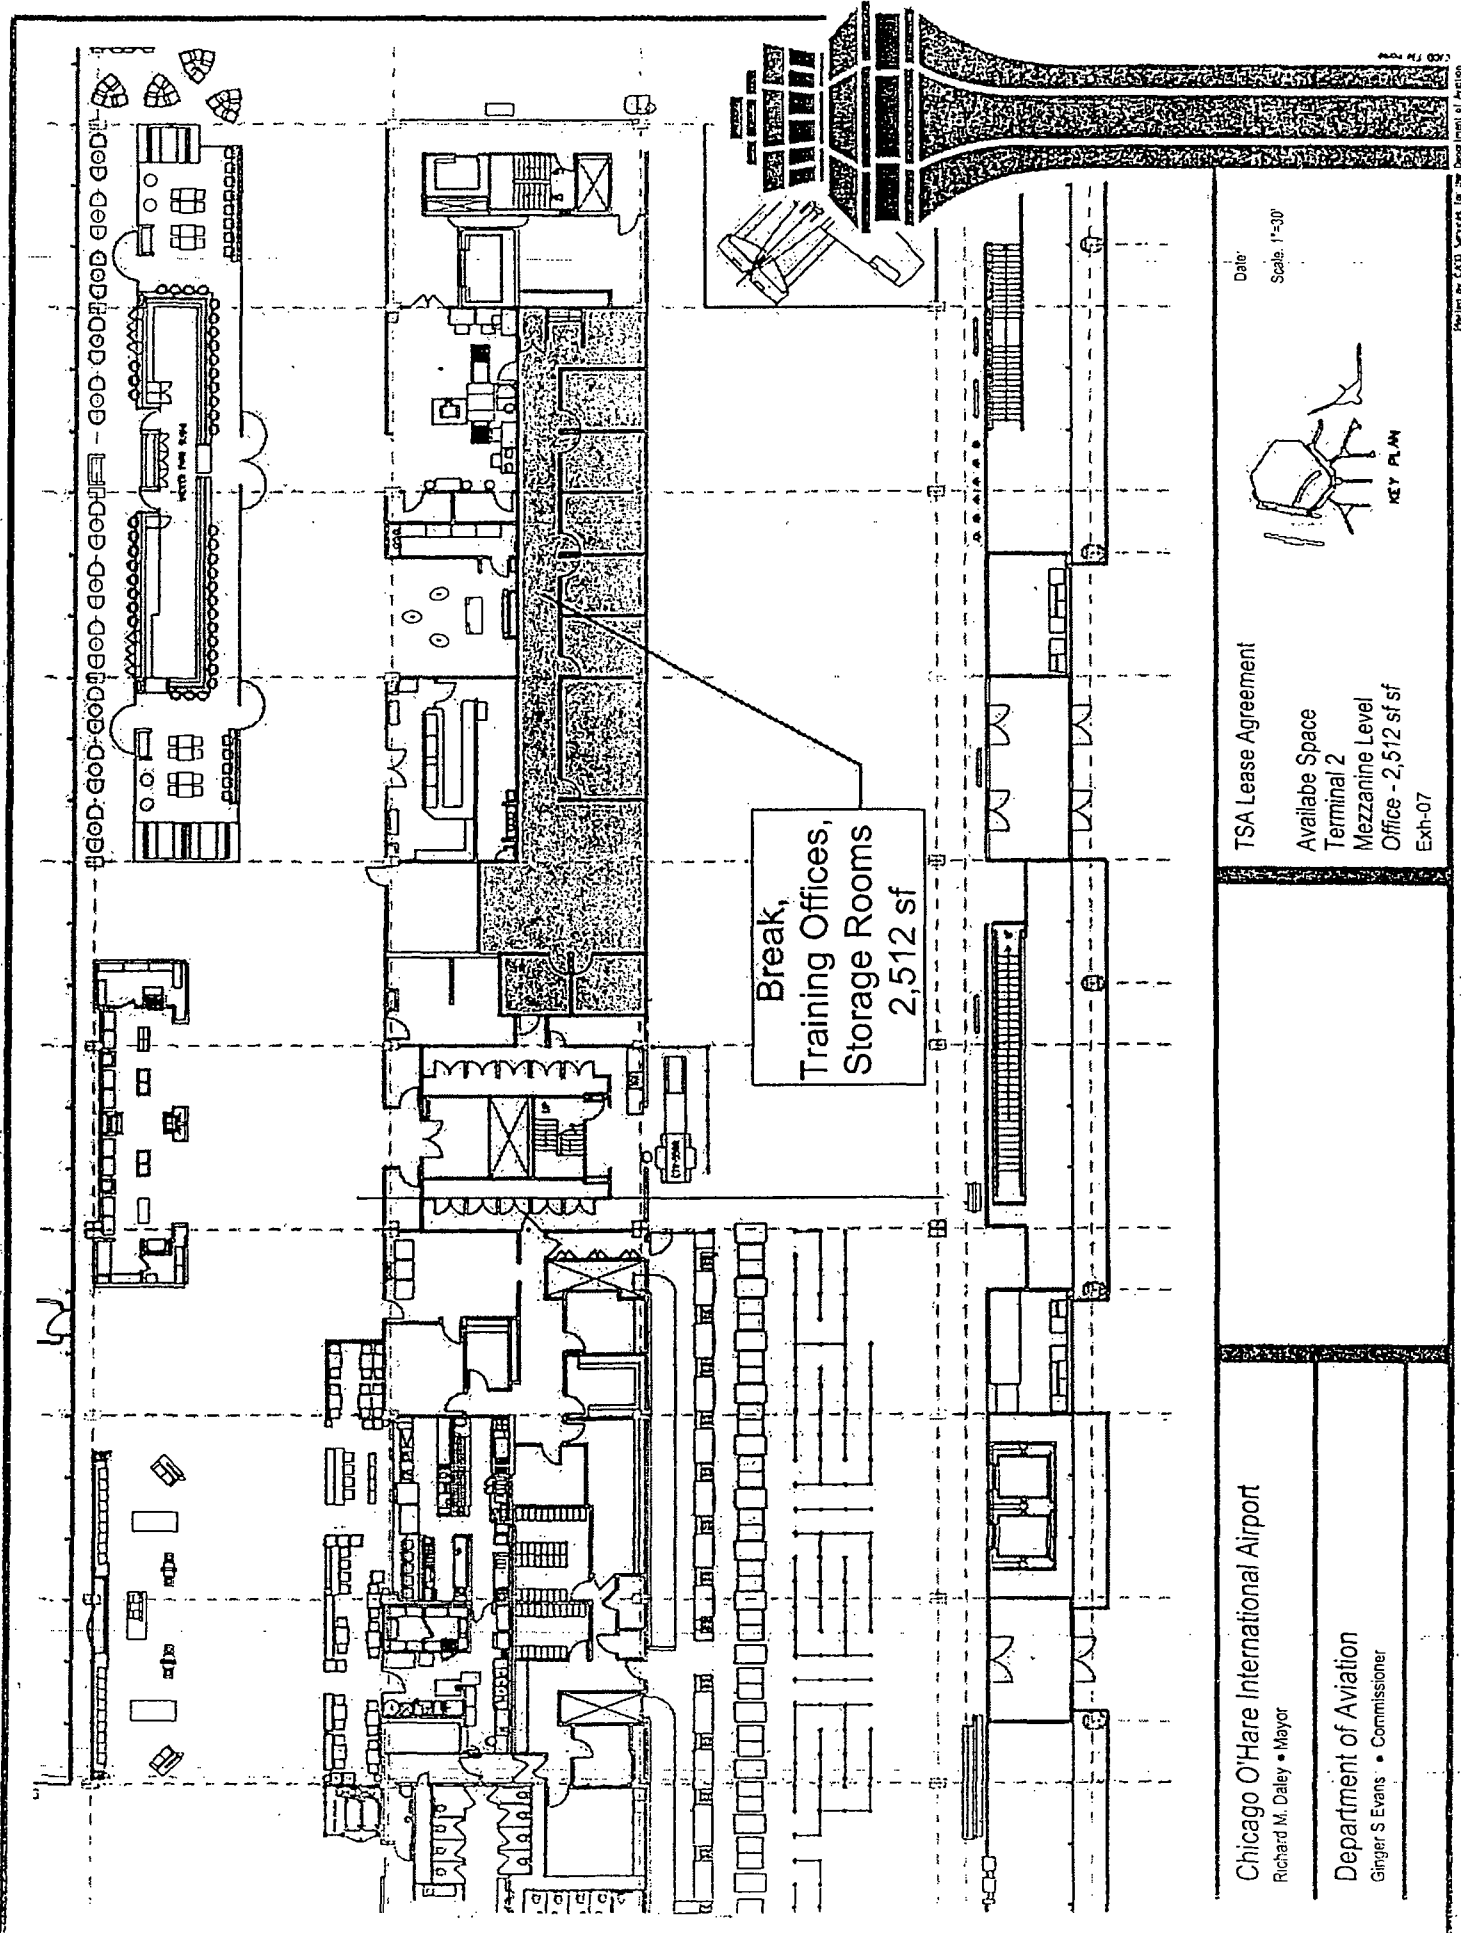 Break,
Training Offices,
Storage Rooms
2,512 sf
Chicago O'Hare International Airport
Richard M. Daley • Mayor
Department of Aviation
Ginger S Evans • Commissioner
TSA Lease Agreement
Availabe Space
Terminal 2
Mezzanine Level
Office - 2,512 sf sf
Exh-07
KEY PLAN
Date
Scale. 1"=30'